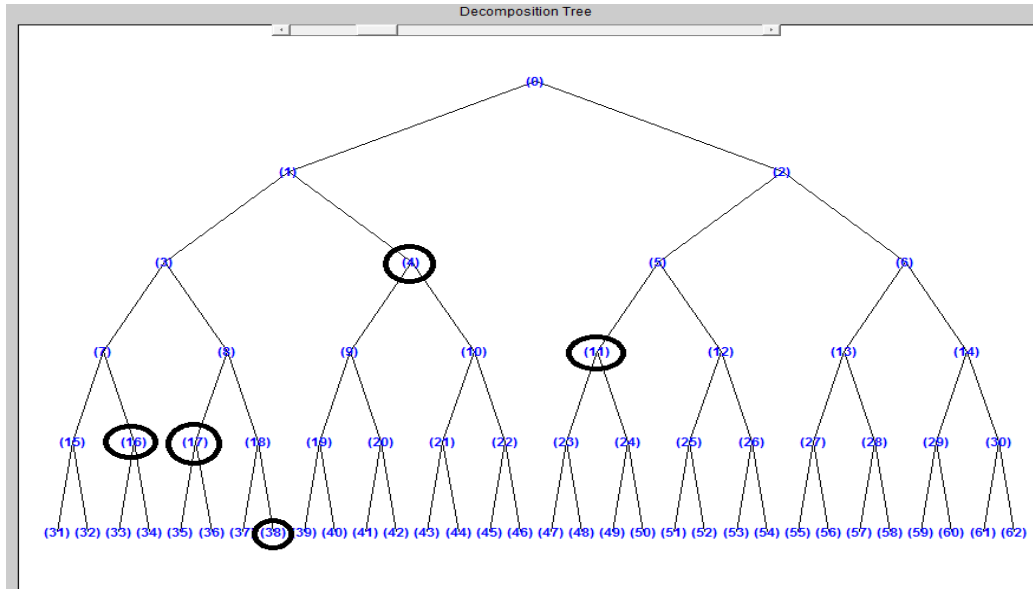 Decomposition Tree
(0)
(1) (2)
(3) (4) (5) (6)
(7) (8) (9) (10) (11) (12) (13) (14)
(15) (16) (17) (18) (19) (20) (21) (22) (23) (24) (25) (26) (27) (28) (29) (30)
(31) (32) (33) (34) (35) (36) (37) (38) (39) (40) (41) (42) (43) (44) (45) (46) (47) (48) (49) (50) (51) (52) (53) (54) (55) (56) (57) (58) (59) (60) (61) (62)